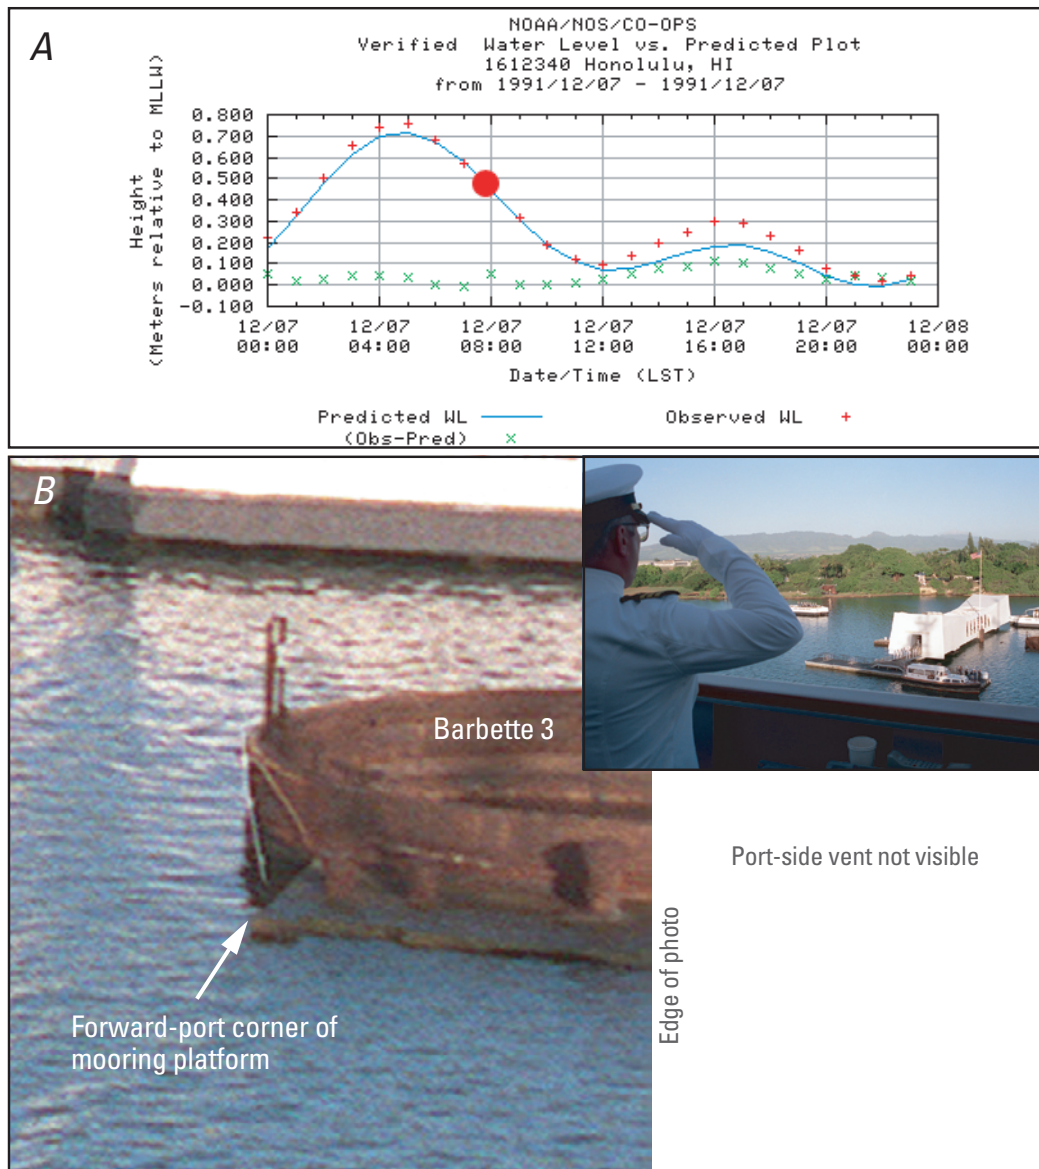 A
NOAA/NOS/CO-OPS
Verified Water Level vs. Predicted Plot
1612340 Honolulu, HI
from 1991/12/07 - 1991/12/07
Height
(Meters relative to MLLW)
0.800
0.700
0.600
0.500
0.400
0.300
0.200
0.100
0.000
-0.100
12/07 12/07 12/07 12/07 12/07 12/07 12/08
00:00 04:00 08:00 12:00 16:00 20:00 00:00
Date/Time (LST)
Predicted WL Observed WL
(Obs-Pred)
B
Barbette 3
Port-side vent not visible
Edge of photo
Forward-port corner of
mooring platform